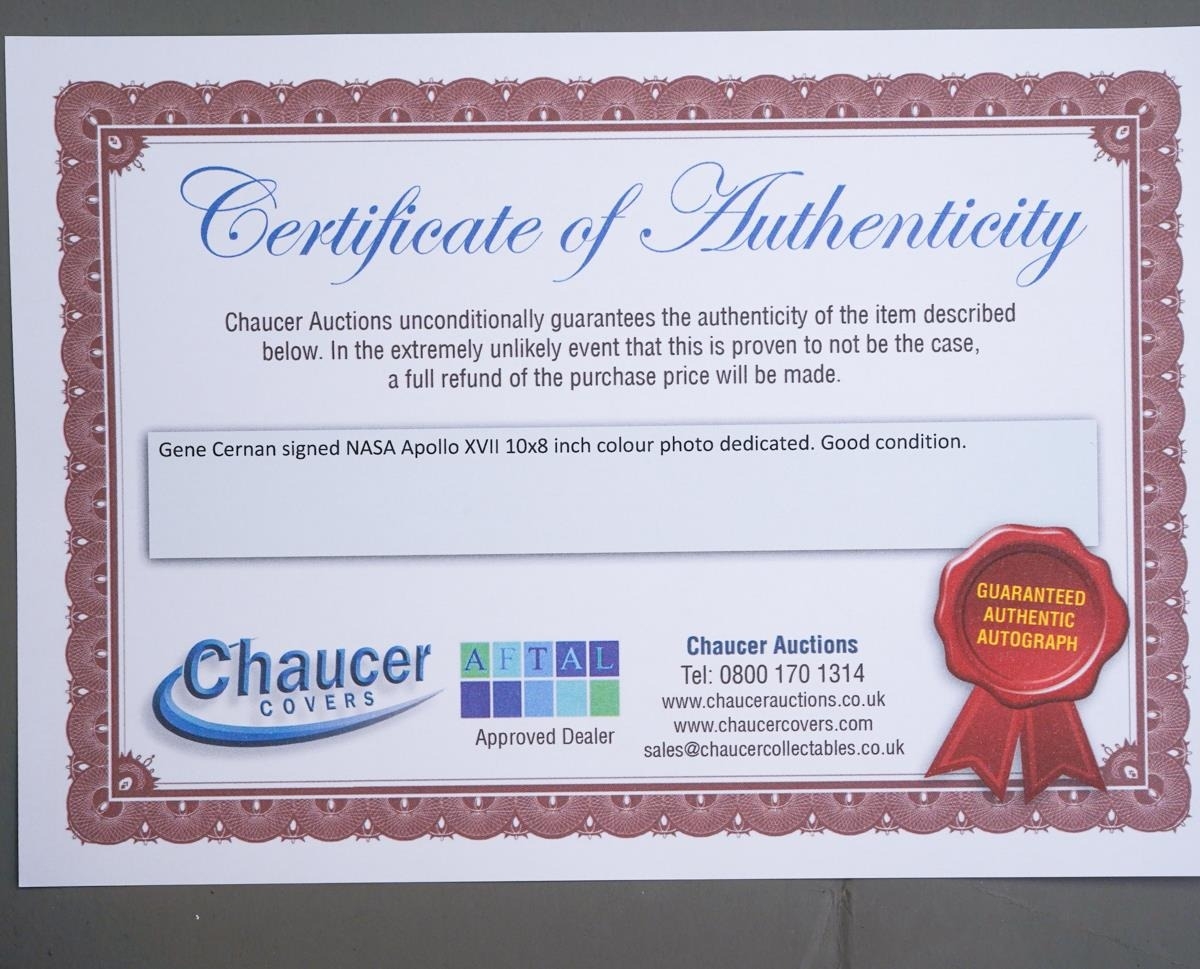 Certificate of Authenticity
Chaucer Auctions unconditionally guarantees the authenticity of the item described
below. In the extremely unlikely event that this is proven to not be the case,
a full refund of the purchase price will be made.
Gene Cernan signed NASA Apollo XVII 10x8 inch colour photo dedicated. Good condition.
GUARANTEED
AUTHENTIC
AUTOGRAPH
Chaucer
COVERS
AFTAL
Approved Dealer
Chaucer Auctions
Tel: 0800 170 1314
www.chaucerauctions.co.uk
www.chaucercovers.com
sales@chaucercollectables.co.uk